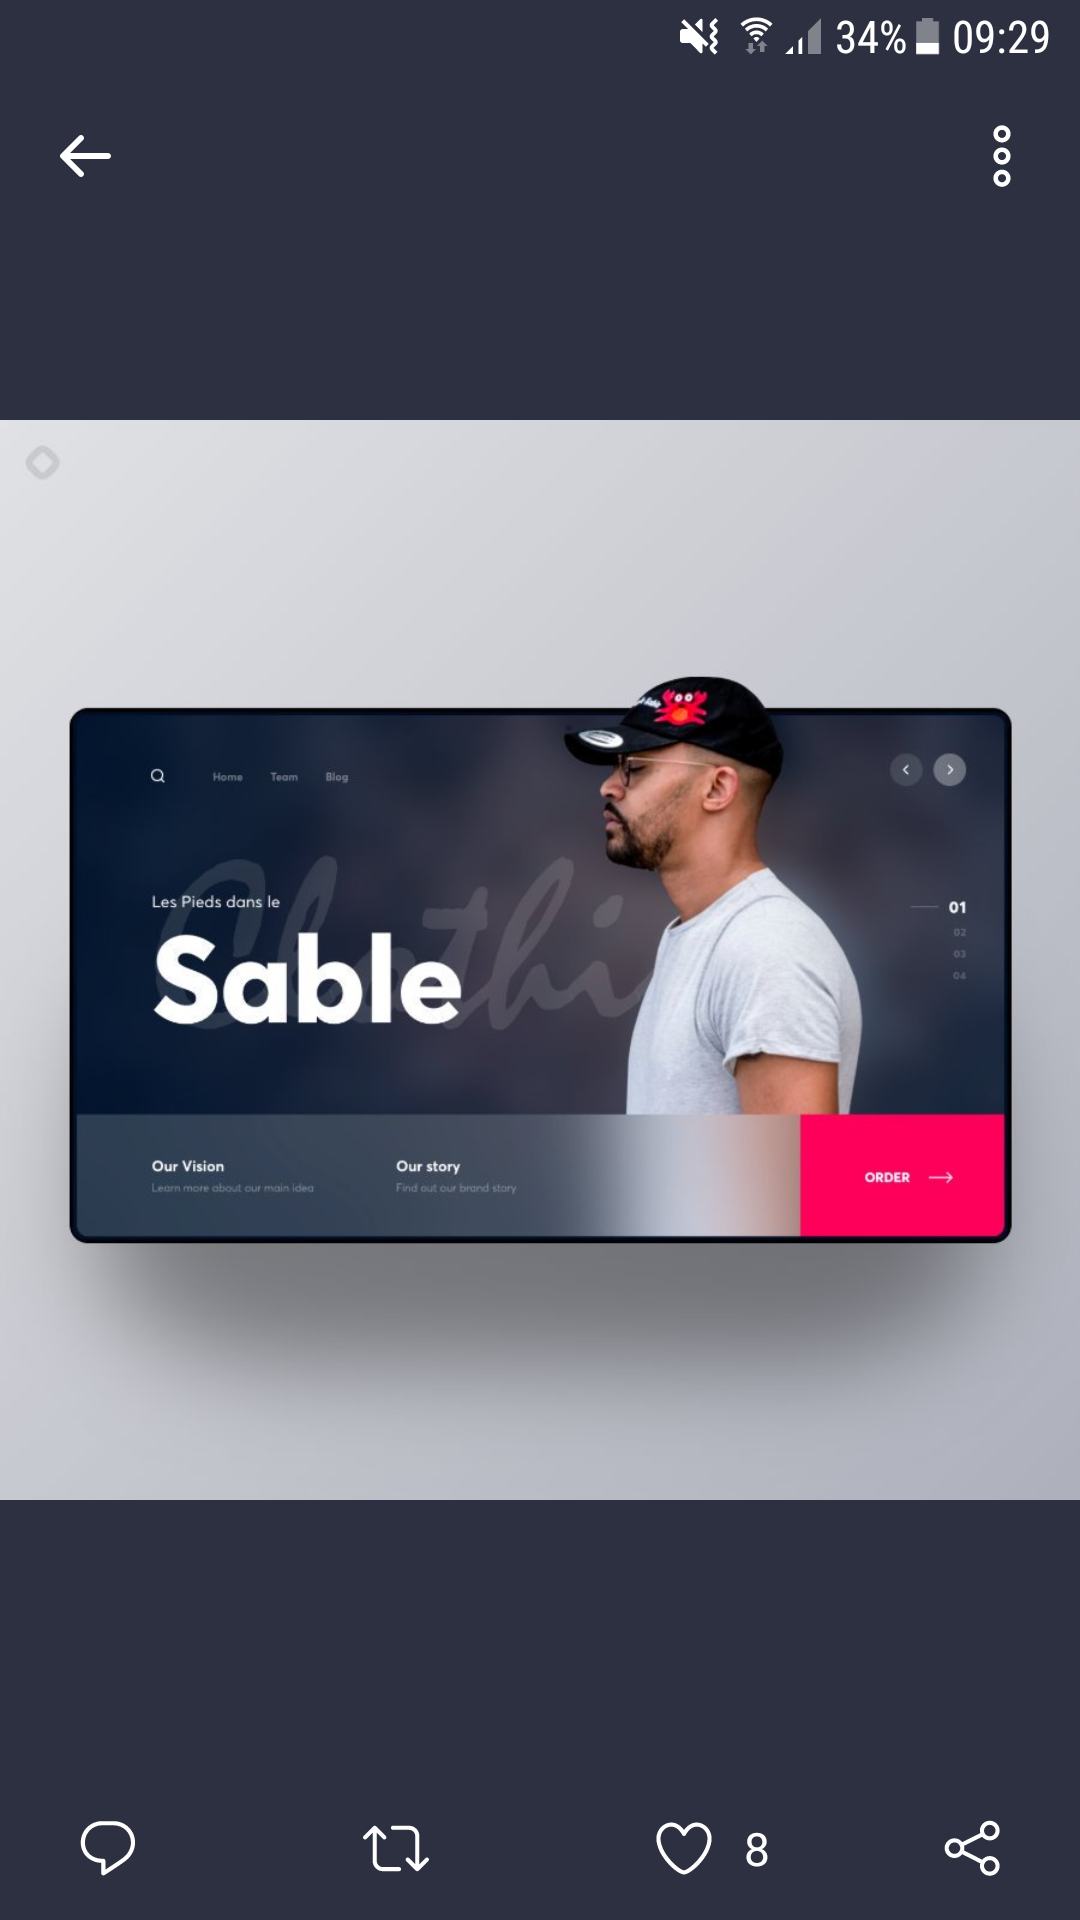 34% 09:29
Home Team Blog
Les Pieds dans le
Sable
Clothi
01
02
03
04
Our Vision
Learn more about our main idea
Our story
Find out our brand story
ORDER
8